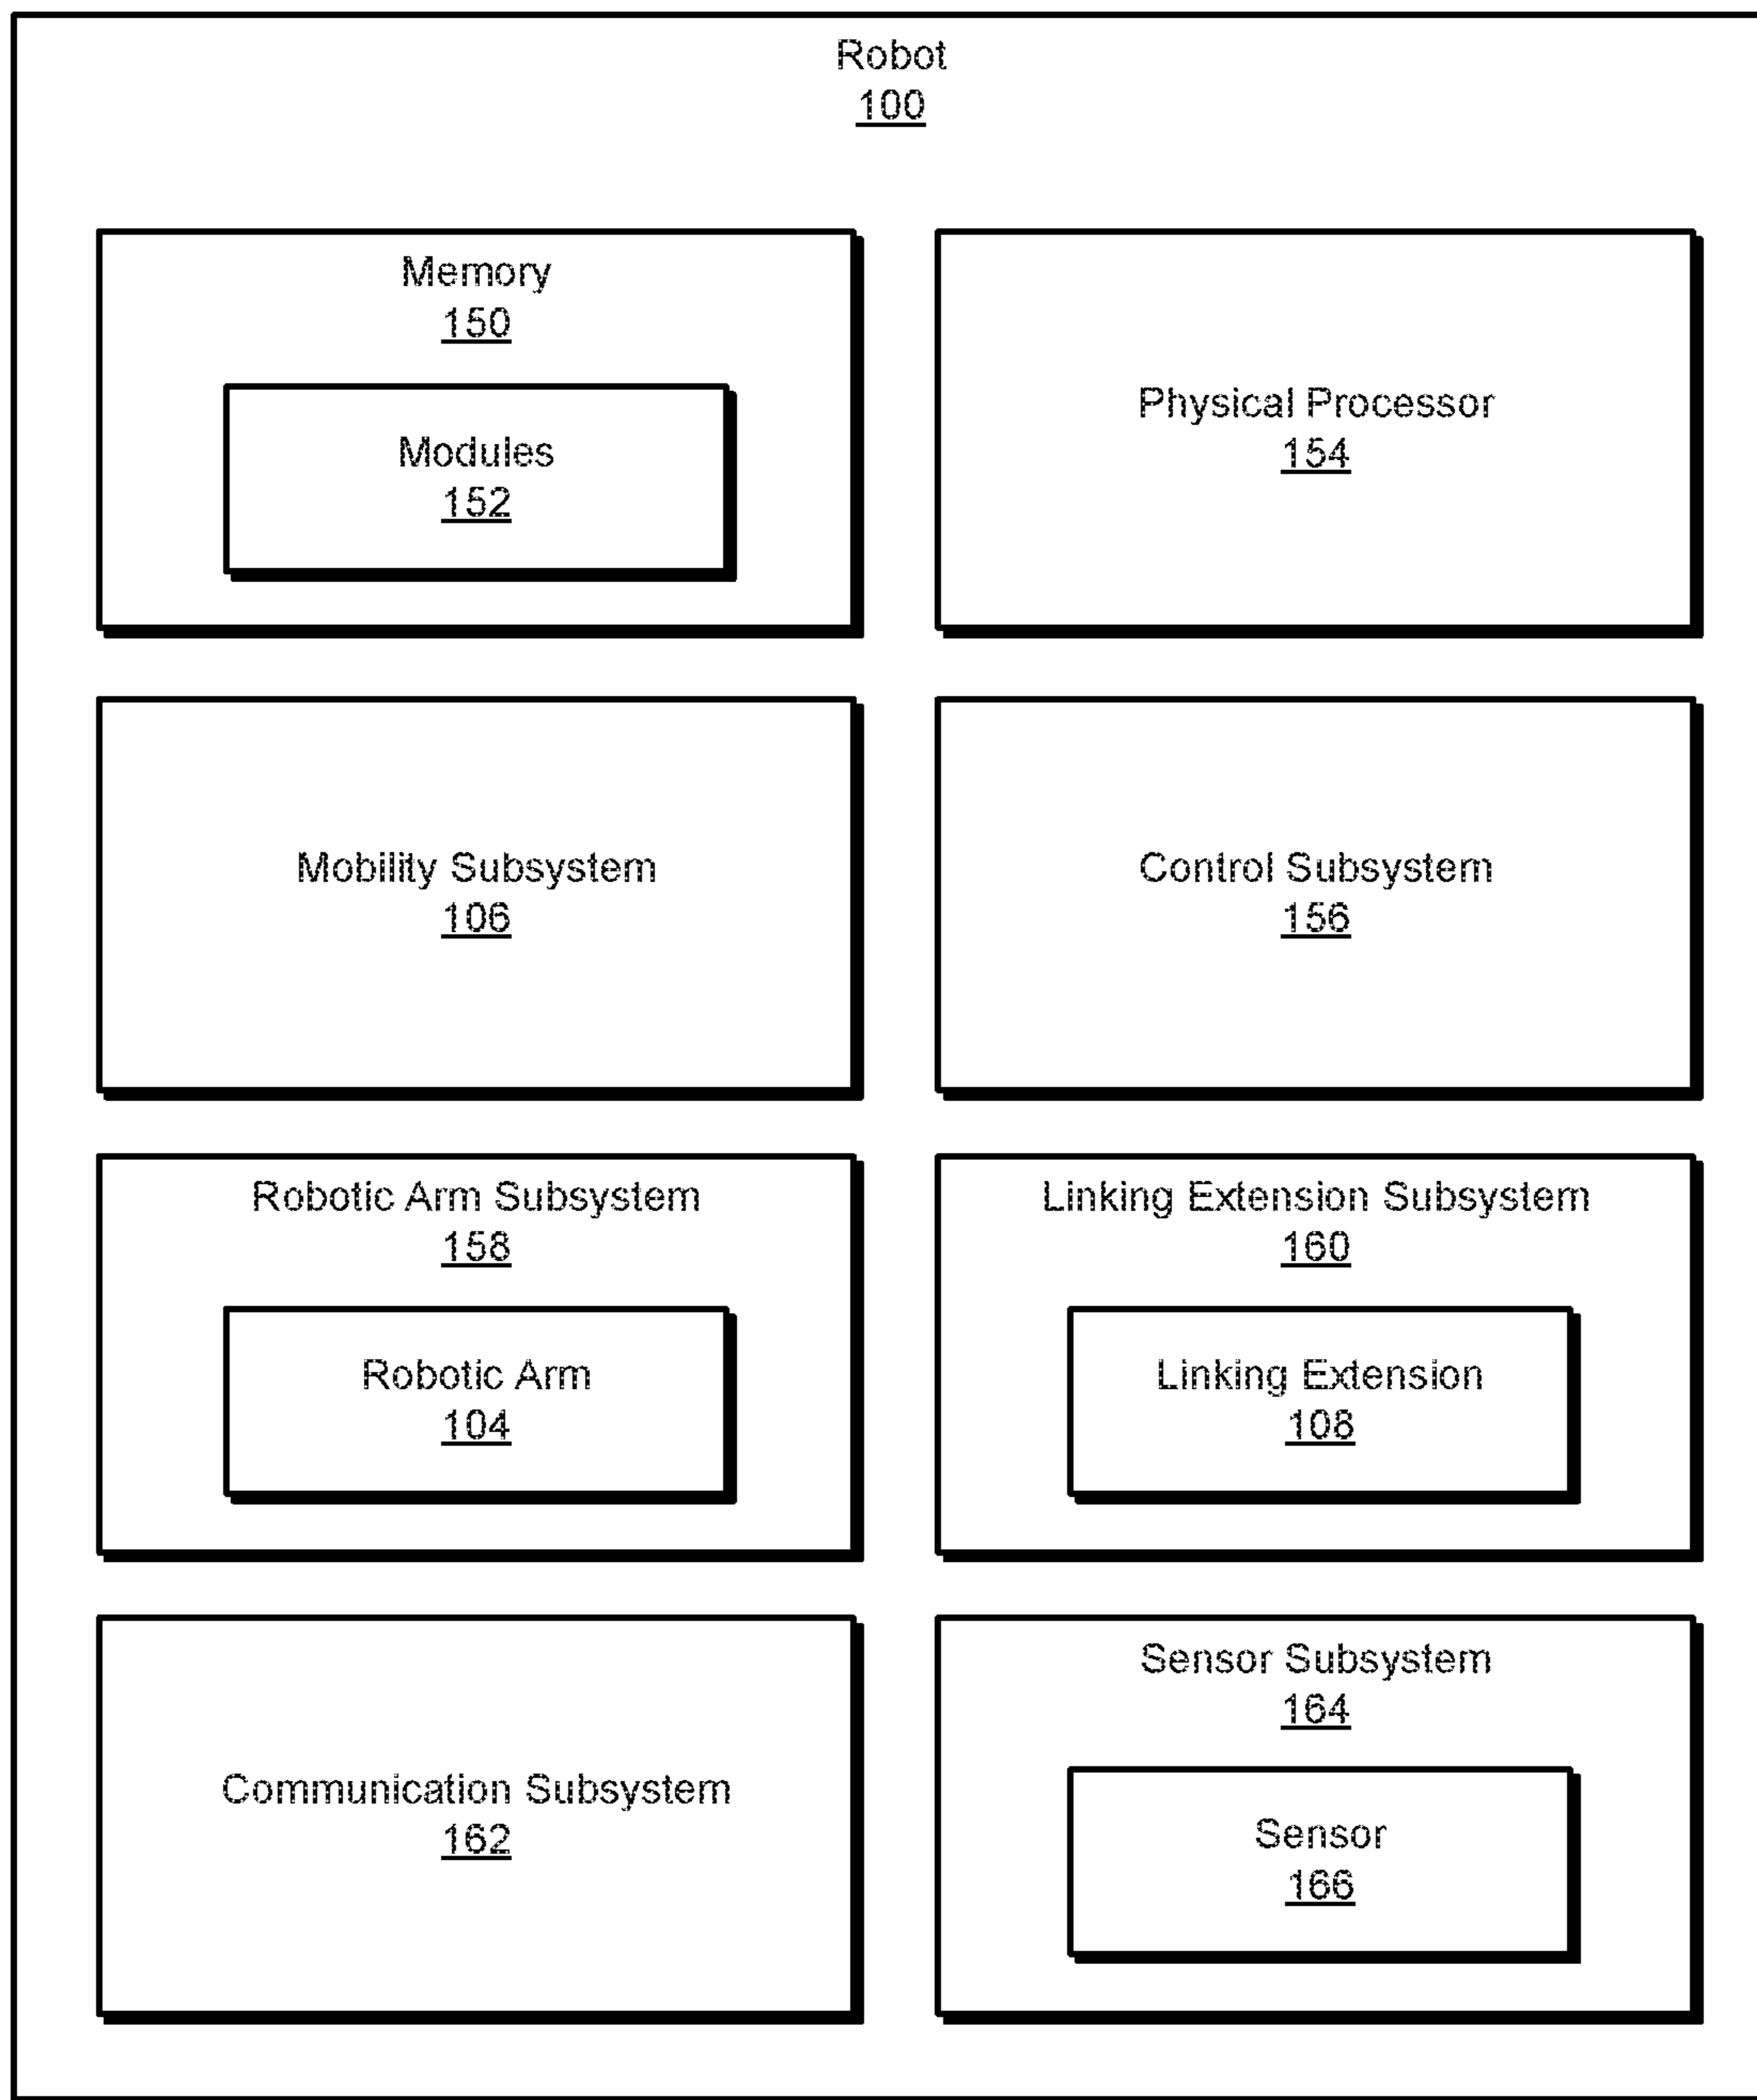 Robot
100
Memory
150
Modules
152
Physical Processor
154
Mobility Subsystem
106
Control Subsystem
156
Robotic Arm Subsystem
158
Robotic Arm
104
Linking Extension Subsystem
160
Linking Extension
108
Communication Subsystem
162
Sensor Subsystem
164
Sensor
166